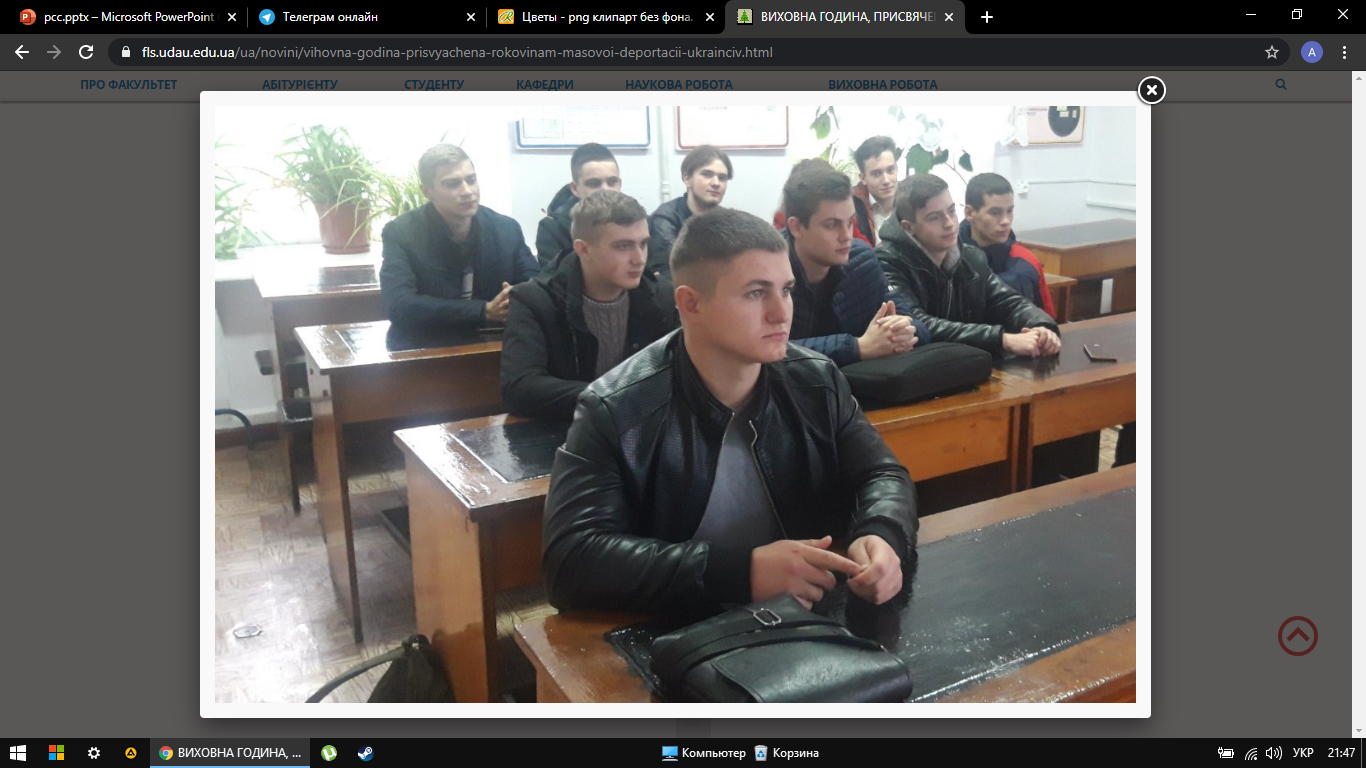 pcc.pptx – Microsoft PowerPoint
Телеграм онлайн
Цветы - png клипарт без фона.
ВИХОВНА ГОДИНА, ПРИСВЯЧЕ
fls.udau.edu.ua/ua/novini/vihovna-godina-prisvyachena-rokovinam-masovoi-deportacii-ukrainciv.html
A
ПРО ФАКУЛЬТЕТ
АБІТУРІЄНТУ
СТУДЕНТУ
КАФЕДРИ
НАУКОВА РОБОТА
ВИХОВНА РОБОТА
ВИХОВНА ГОДИНА, ...
Компьютер
Корзина
УКР
21:47